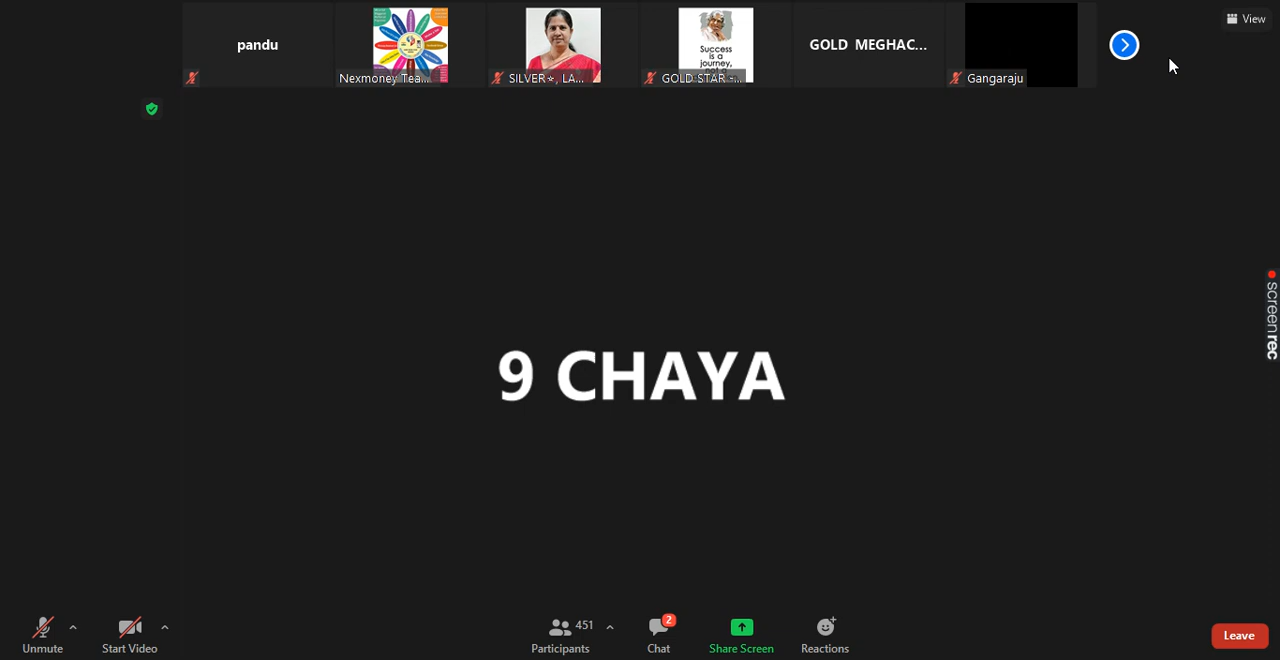 pandu
Nexmoney Tea...
SILVER⭐, LA...
Success
is a
journey,
GOLD STAR -...
GOLD MEGHAC...
Gangaraju
View
screenrec
9 CHAYA
Unmute
Start Video
451
Participants
2
Chat
Share Screen
Reactions
Leave